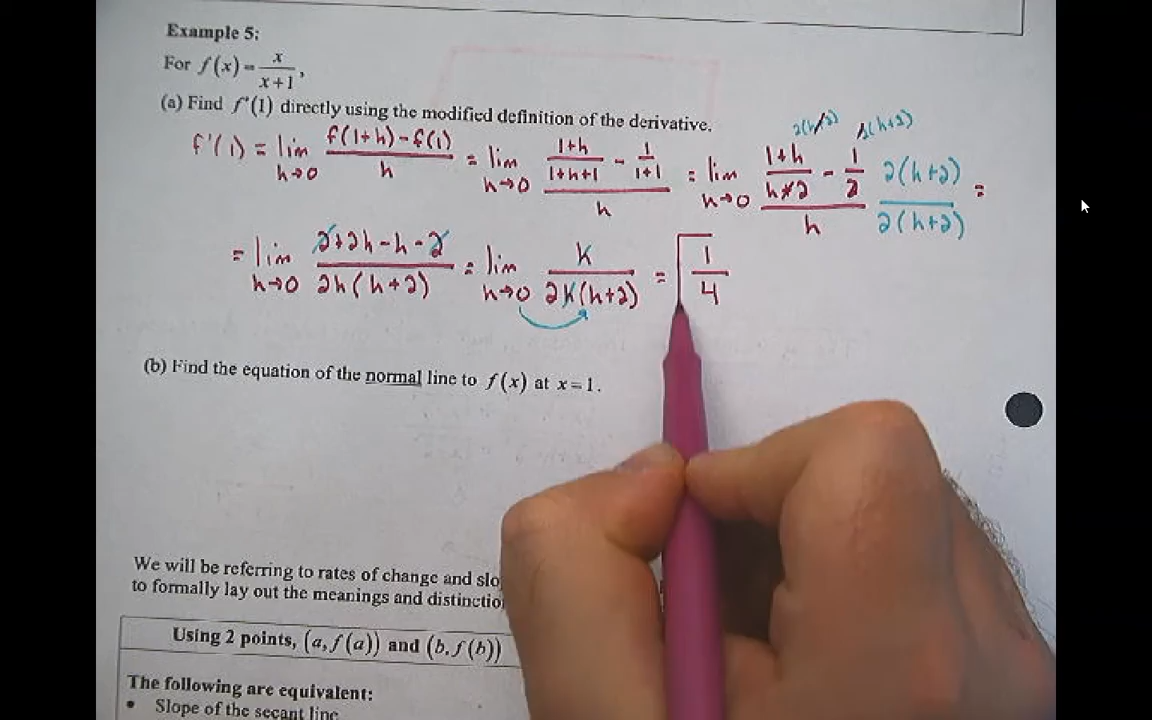 Example 5:
For f(x) = x/(x+1),
(a) Find f'(1) directly using the modified definition of the derivative.
2(h+2) 2(h+2)
f'(1) = lim h→0 (f(1+h)-f(1))/h = lim h→0 ((1+h)/(1+h+1) - 1/(1+1))/h = lim h→0 ((1+h)/(h+2) - 1/2)/h 2(h+2)/2(h+2) =
= lim h→0 (2+2h-h-2)/(2h(h+2)) = lim h→0 h/(2h(h+2)) = 1/4
(b) Find the equation of the normal line to f(x) at x=1.
We will be referring to rates of change and slo
to formally lay out the meanings and distinctio
Using 2 points, (a, f(a)) and (b, f(b))
The following are equivalent:
• Slope of the secant line